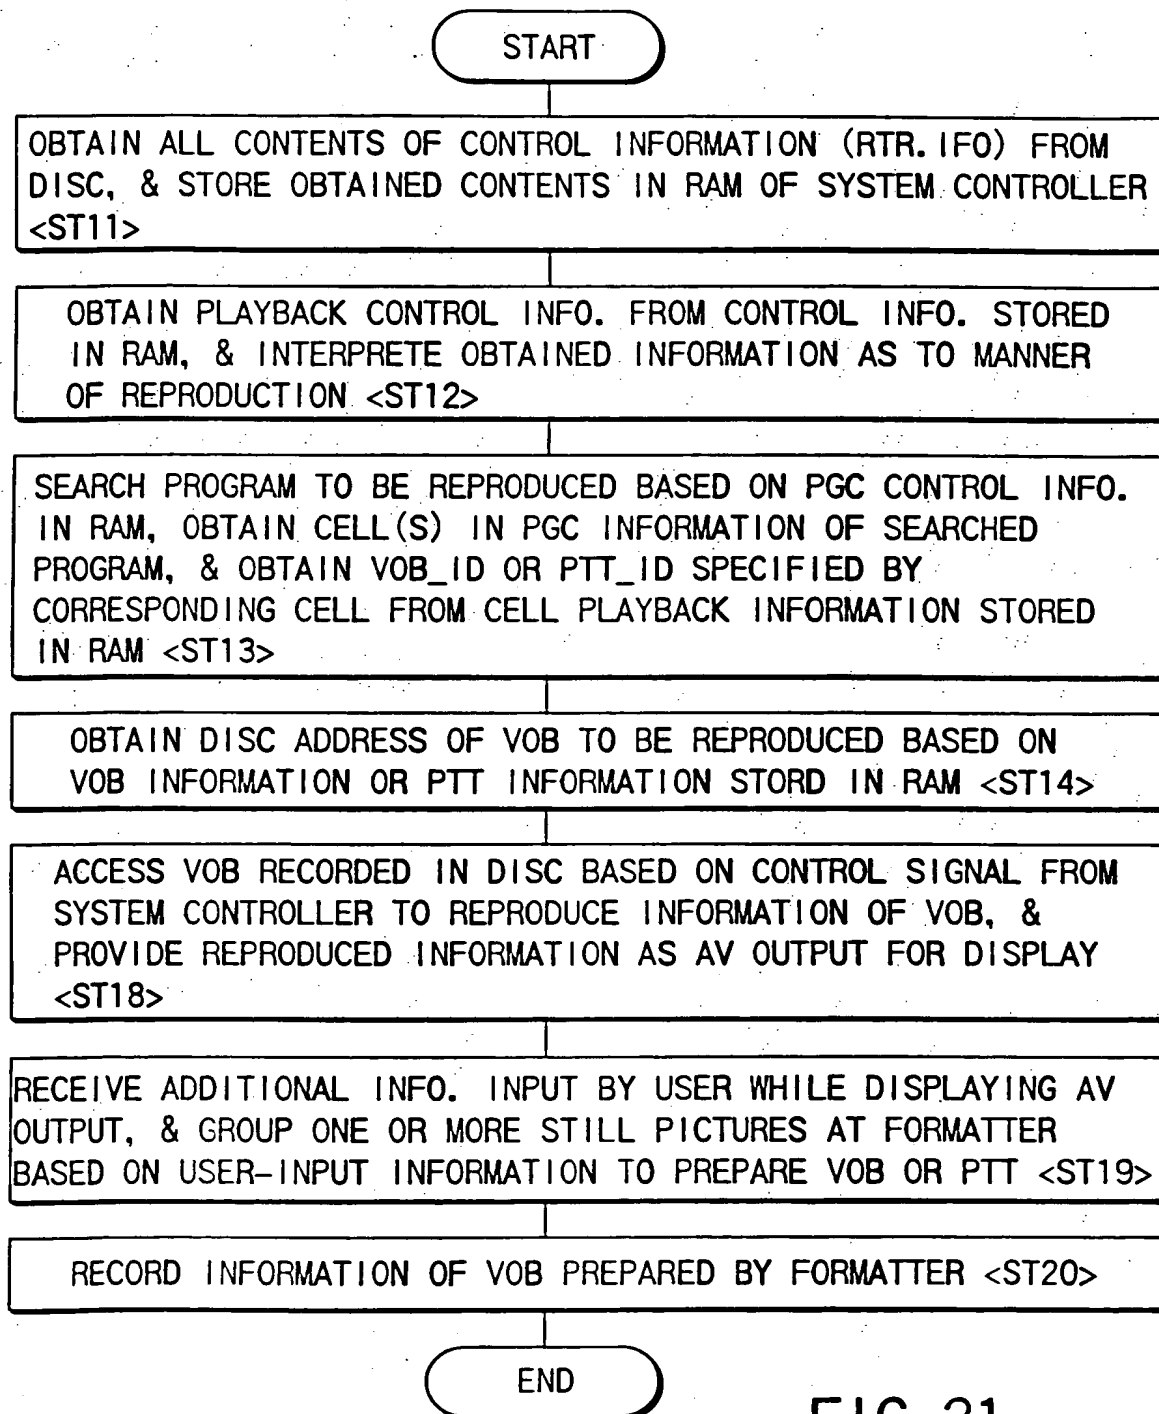 START
OBTAIN ALL CONTENTS OF CONTROL INFORMATION (RTR.IFO) FROM
DISC, & STORE OBTAINED CONTENTS IN RAM OF SYSTEM CONTROLLER
<ST11>
OBTAIN PLAYBACK CONTROL INFO. FROM CONTROL INFO. STORED
IN RAM, & INTERPRETE OBTAINED INFORMATION AS TO MANNER
OF REPRODUCTION <ST12>
SEARCH PROGRAM TO BE REPRODUCED BASED ON PGC CONTROL INFO.
IN RAM, OBTAIN CELL(S) IN PGC INFORMATION OF SEARCHED
PROGRAM, & OBTAIN VOB_ID OR PTT_ID SPECIFIED BY
CORRESPONDING CELL FROM CELL PLAYBACK INFORMATION STORED
IN RAM <ST13>
OBTAIN DISC ADDRESS OF VOB TO BE REPRODUCED BASED ON
VOB INFORMATION OR PTT INFORMATION STORD IN RAM <ST14>
ACCESS VOB RECORDED IN DISC BASED ON CONTROL SIGNAL FROM
SYSTEM CONTROLLER TO REPRODUCE INFORMATION OF VOB, &
PROVIDE REPRODUCED INFORMATION AS AV OUTPUT FOR DISPLAY
<ST18>
RECEIVE ADDITIONAL INFO. INPUT BY USER WHILE DISPLAYING AV
OUTPUT, & GROUP ONE OR MORE STILL PICTURES AT FORMATTER
BASED ON USER-INPUT INFORMATION TO PREPARE VOB OR PTT <ST19>
RECORD INFORMATION OF VOB PREPARED BY FORMATTER <ST20>
END
FIG. 21